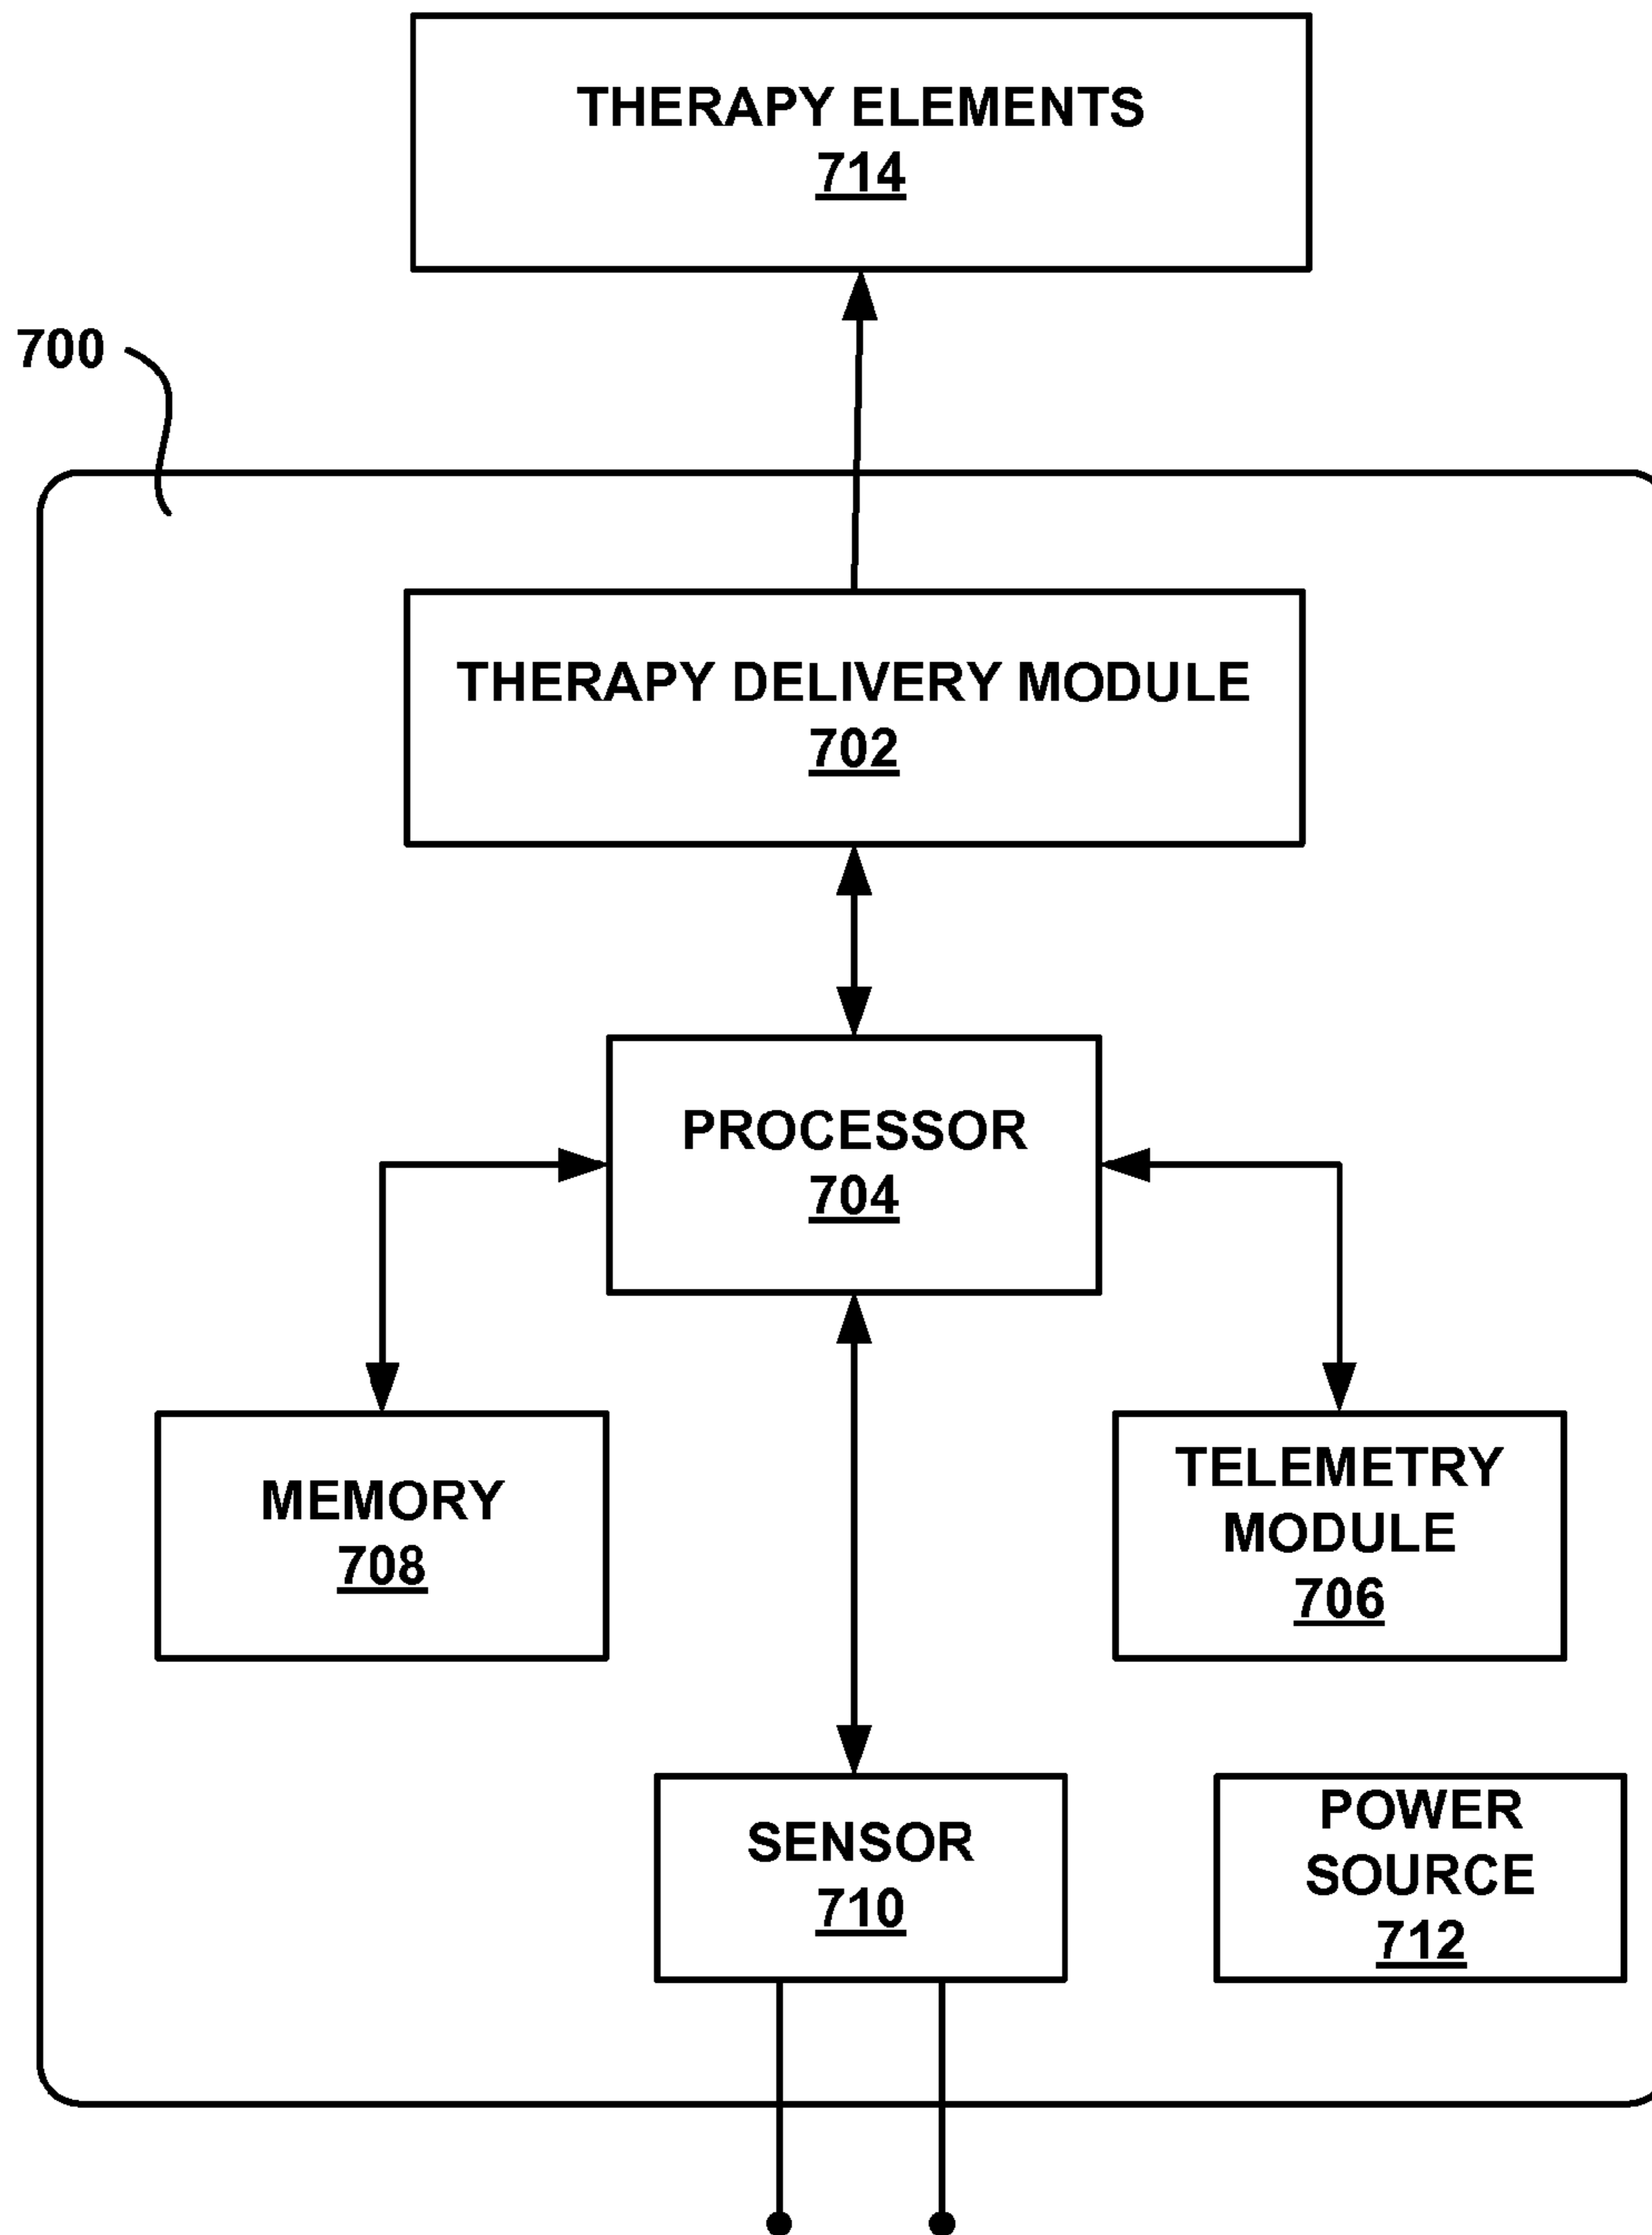 THERAPY ELEMENTS
714
700
THERAPY DELIVERY MODULE
702
PROCESSOR
704
MEMORY
708
TELEMETRY
MODULE
706
SENSOR
710
POWER
SOURCE
712